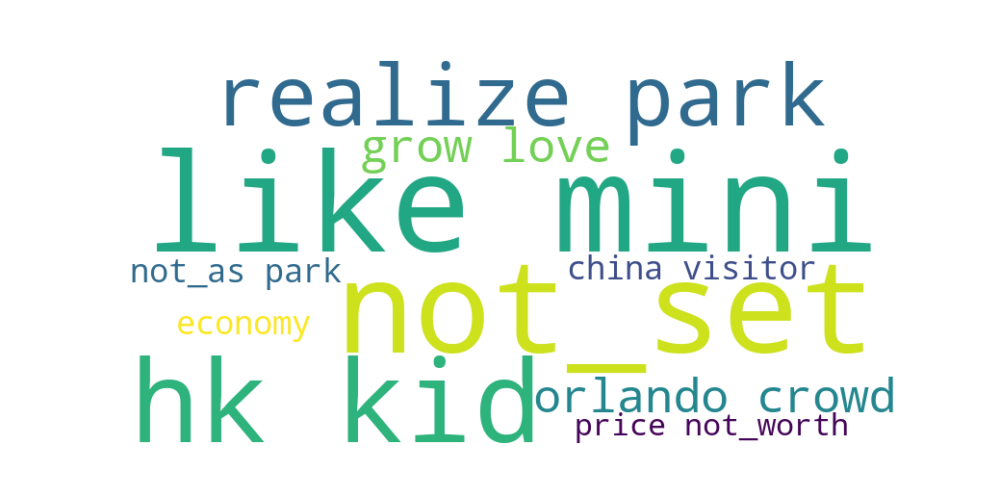 realize park
grow love
like mini
not_as park
china visitor
not_set
economy
hk kid
orlando crowd
price not_worth